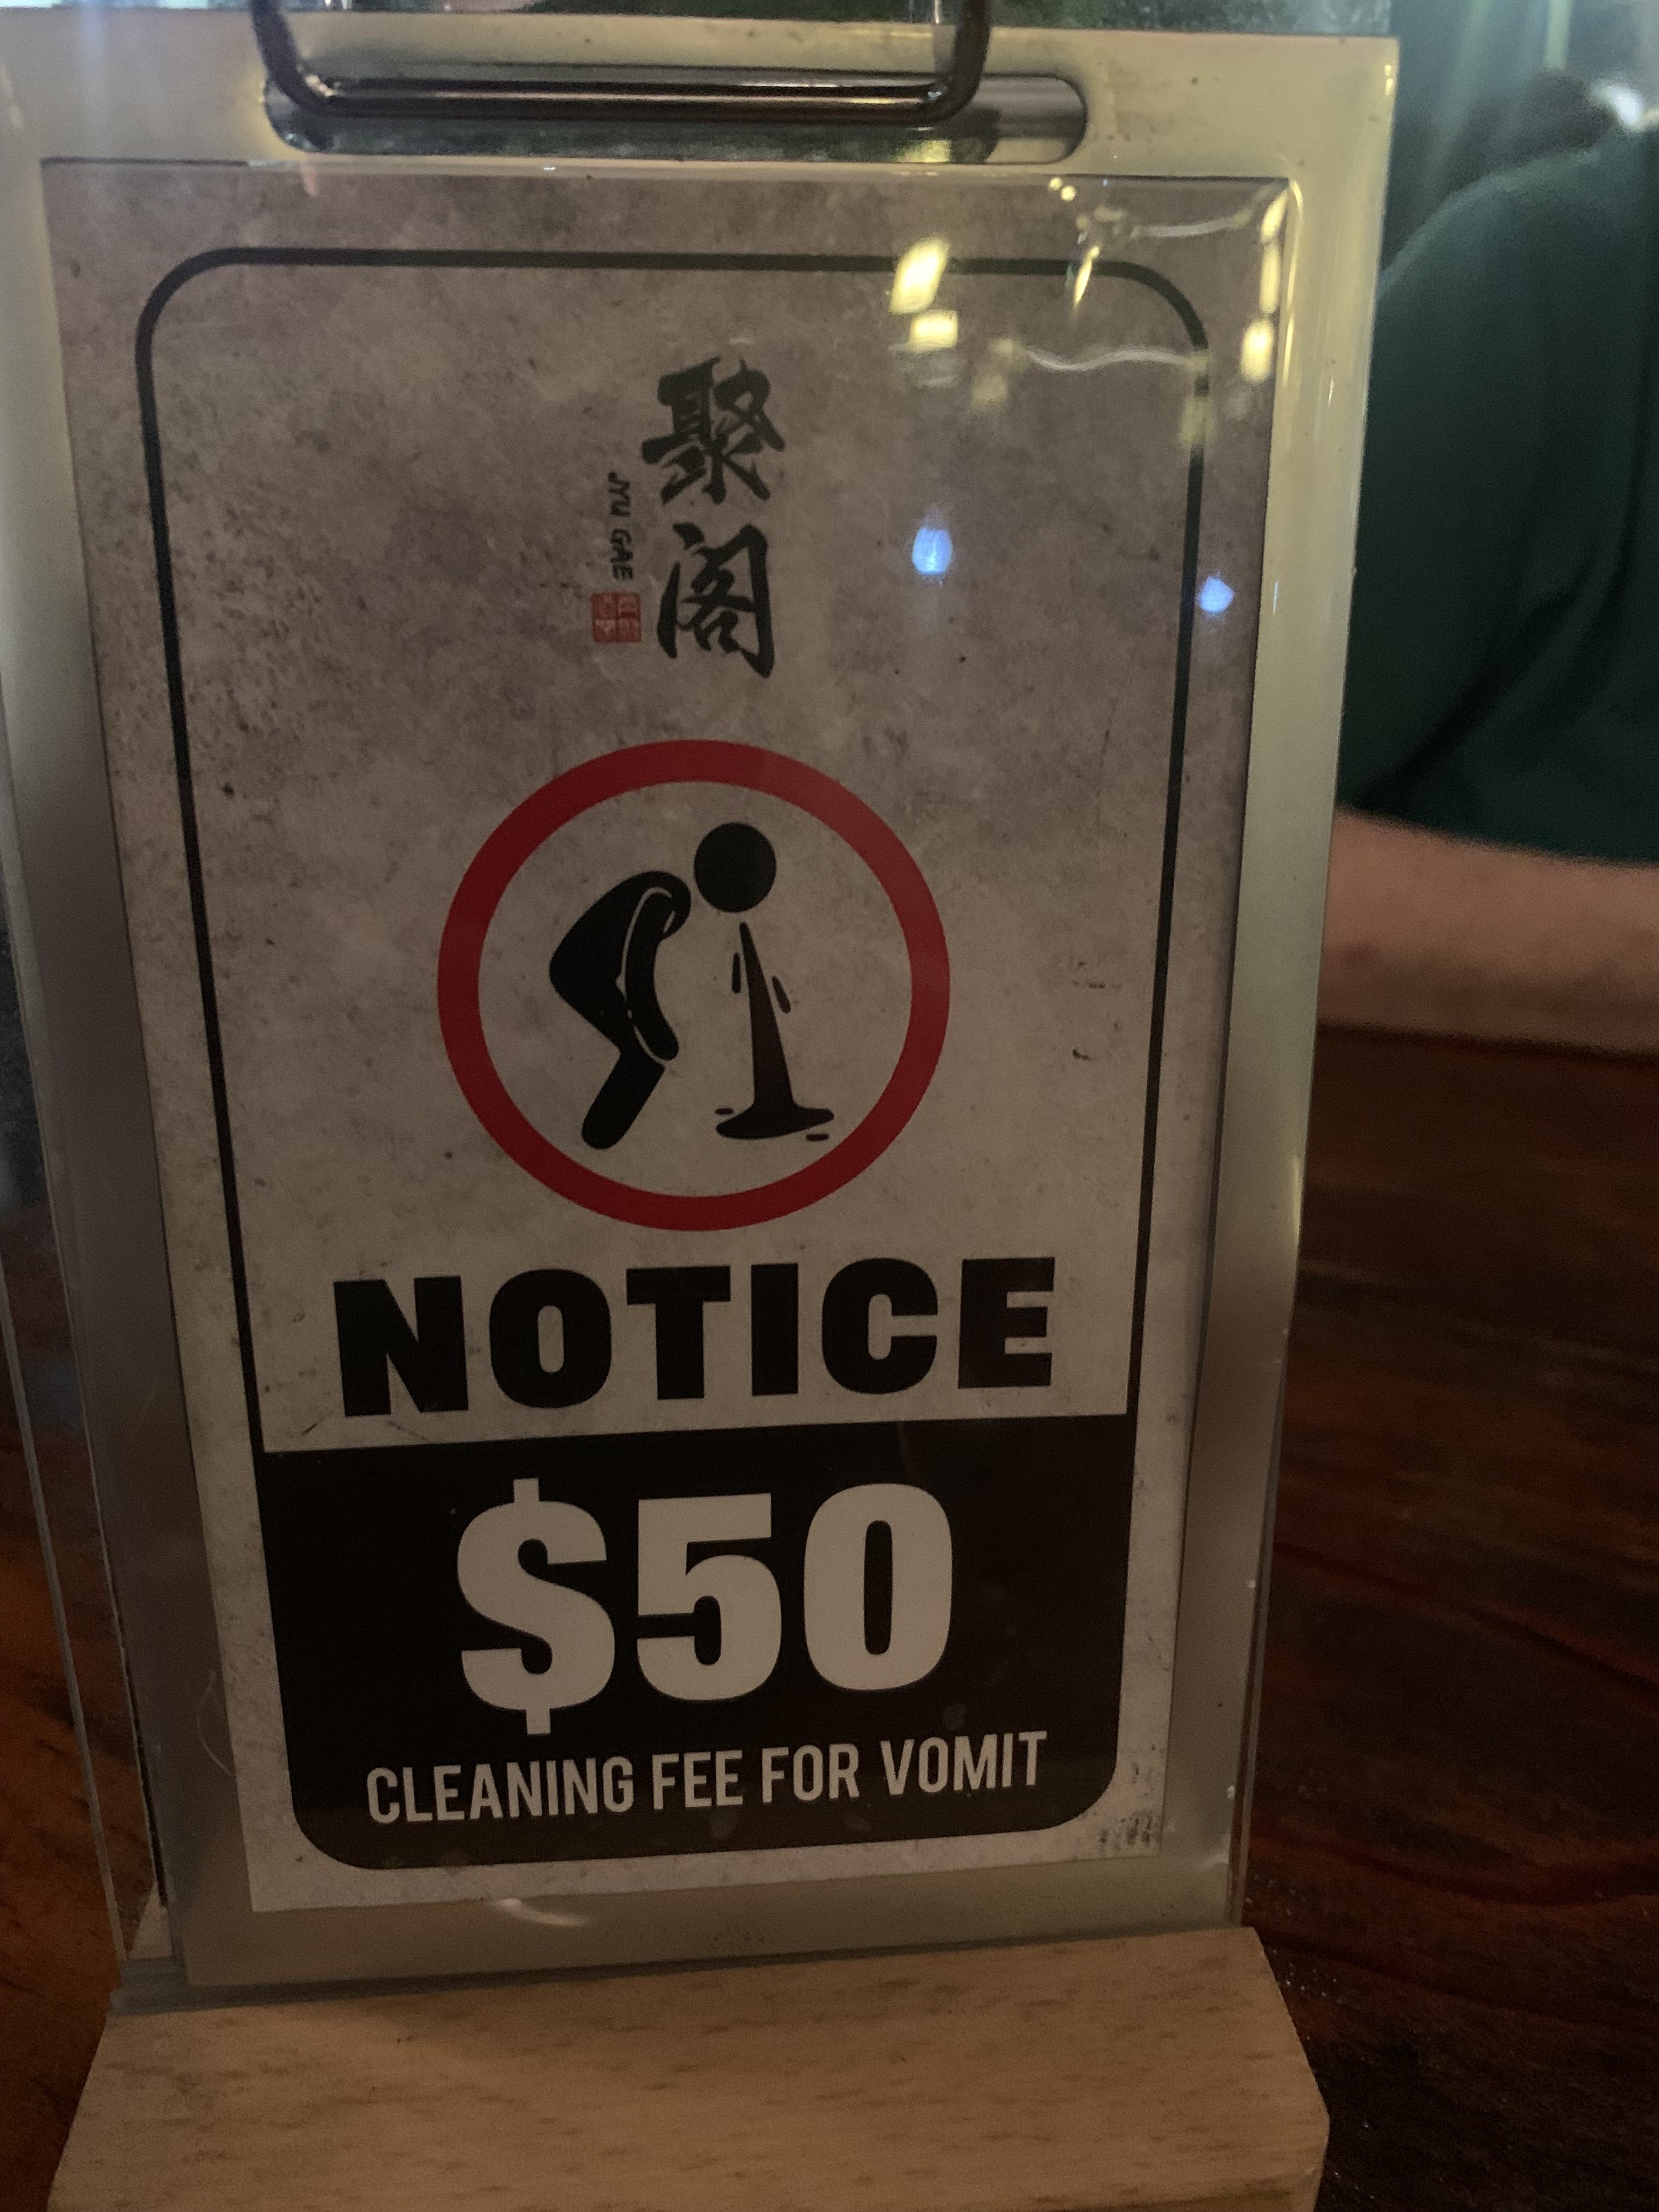 聚阁
JYU GAE
NOTICE
$50
CLEANING FEE FOR VOMIT